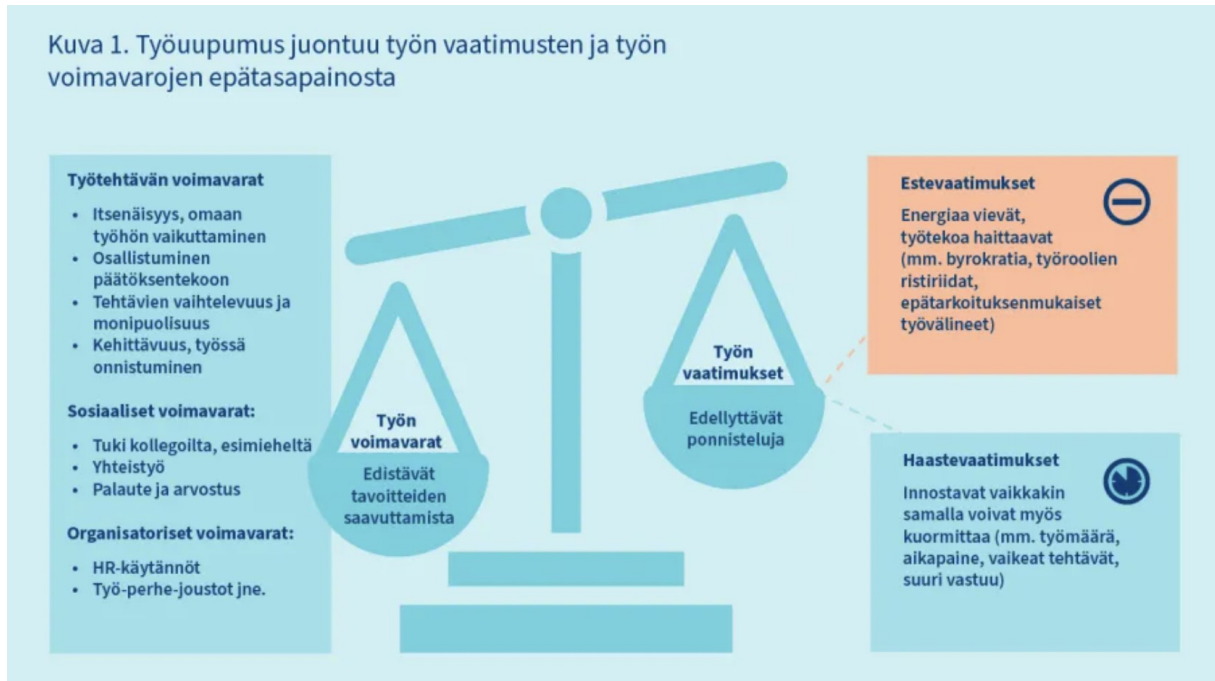 Kuva 1. Työuupumus juontuu työn vaatimusten ja työn
voimavarojen epätasapainosta
Työtehtävän voimavarat
• Itsenäisyys, omaan
työhön vaikuttaminen
• Osallistuminen
päätöksentekoon
• Tehtävien vaihtelevuus ja
monipuolisuus
• Kehittävuus, työssä
onnistuminen
Sosiaaliset voimavarat:
• Tuki kollegoilta, esimieheltä
• Yhteistyö
• Palaute ja arvostus
Organisatoriset voimavarat:
• HR-käytännöt
• Työ-perhe-joustot jne.
Työn
voimavarat
Edistävät
tavoitteiden
saavuttamista
Työn
vaatimukset
Edellyttävät
ponnisteluja
Estevaatimukset
Energiaa vievät,
työtekoa haittaavat
(mm. byrokratia, työroolien
ristiriidat,
epätarkoituksenmukaiset
työvälineet)
Haastevaatimukset
Innostavat vaikkakin
samalla voivat myös
kuormittaa (mm. työmäärä,
aikapaine, vaikeat tehtävät,
suuri vastuu)